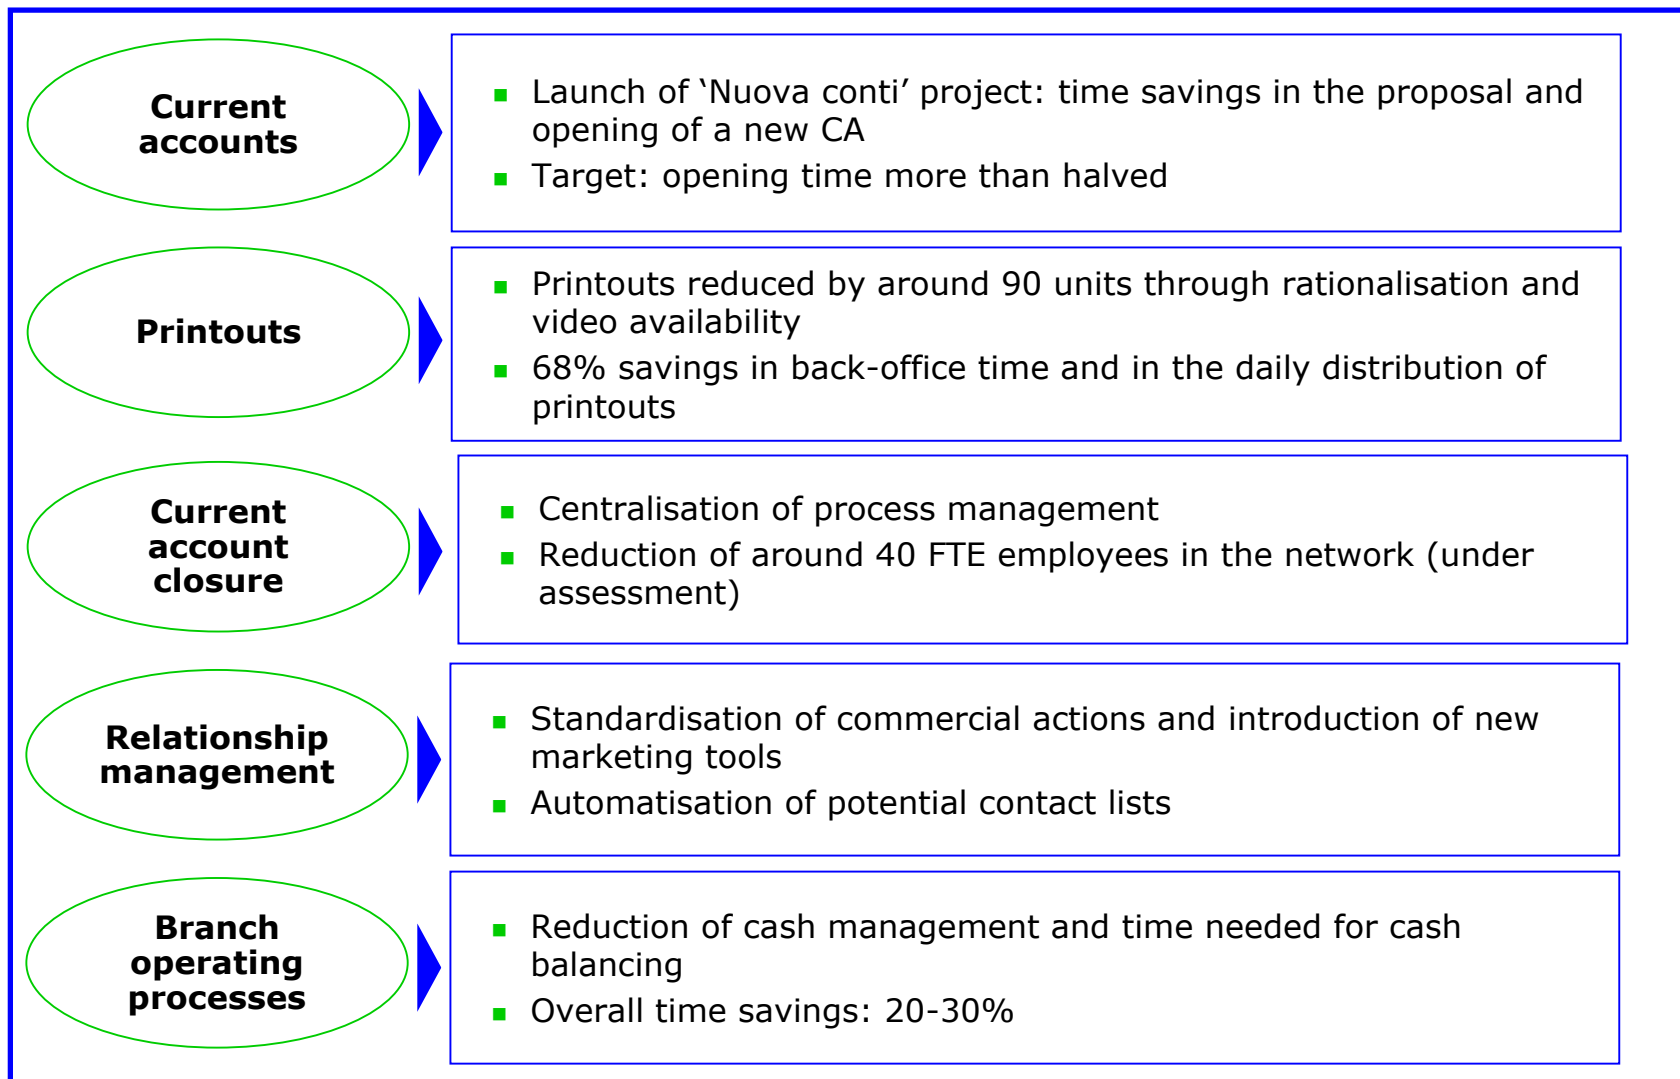 Current
accounts
▪ Launch of ‘Nuova conti’ project: time savings in the proposal and
opening of a new CA
▪ Target: opening time more than halved
Printouts
▪ Printouts reduced by around 90 units through rationalisation and
video availability
▪ 68% savings in back-office time and in the daily distribution of
printouts
Current
account
closure
▪ Centralisation of process management
▪ Reduction of around 40 FTE employees in the network (under
assessment)
Relationship
management
▪ Standardisation of commercial actions and introduction of new
marketing tools
▪ Automatisation of potential contact lists
Branch
operating
processes
▪ Reduction of cash management and time needed for cash
balancing
▪ Overall time savings: 20-30%